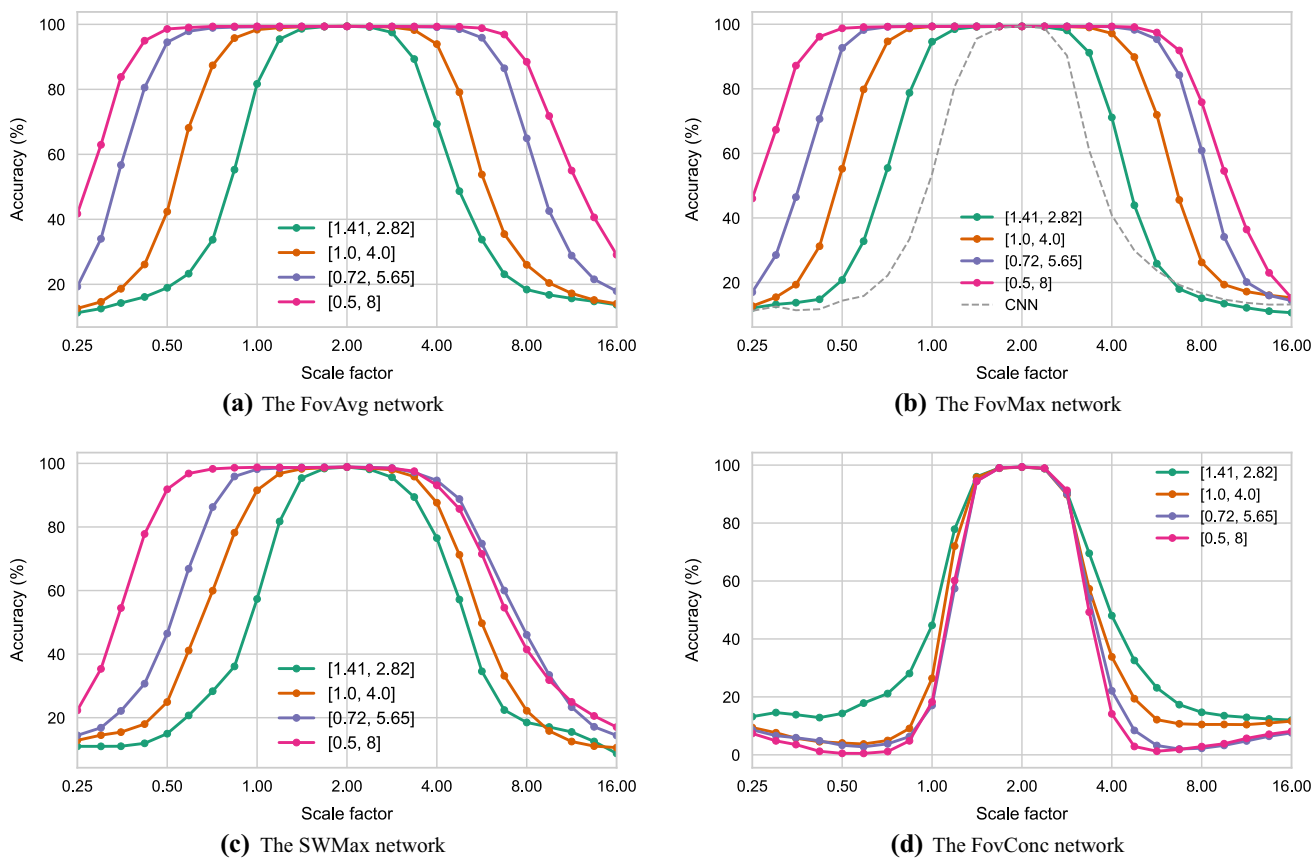 100
80
60
40
20
Accuracy (%)
[1.41, 2.82]
[1.0, 4.0]
[0.72, 5.65]
[0.5, 8]
0.25 0.50 1.00 2.00 4.00 8.00 16.00
Scale factor
(a) The FovAvg network
100
80
60
40
20
Accuracy (%)
[1.41, 2.82]
[1.0, 4.0]
[0.72, 5.65]
[0.5, 8]
CNN
0.25 0.50 1.00 2.00 4.00 8.00 16.00
Scale factor
(b) The FovMax network
100
80
60
40
20
Accuracy (%)
[1.41, 2.82]
[1.0, 4.0]
[0.72, 5.65]
[0.5, 8]
0.25 0.50 1.00 2.00 4.00 8.00 16.00
Scale factor
(c) The SWMax network
100
80
60
40
20
0
Accuracy (%)
[1.41, 2.82]
[1.0, 4.0]
[0.72, 5.65]
[0.5, 8]
0.25 0.50 1.00 2.00 4.00 8.00 16.00
Scale factor
(d) The FovConc network